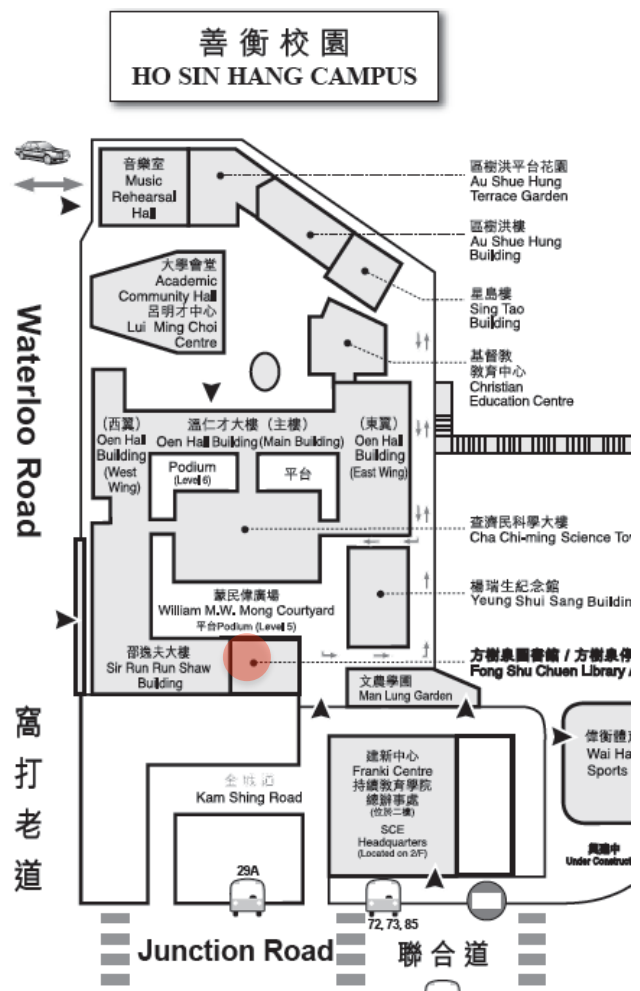 善衡校園
HO SIN HANG CAMPUS
音樂室
Music
Rehearsal
Hall
區樹洪平台花園
Au Shue Hung
Terrace Garden
區樹洪樓
Au Shue Hung
Building
大學會堂
Academic
Community Hall
呂明才中心
Lui Ming Choi
Centre
星島樓
Sing Tao
Building
基督教
教育中心
Christian
Education Centre
Waterloo Road
窩打老道
(西翼)
Oen Hall
Building
(West
Wing)
溫仁才大樓(主樓)
Oen Hall Building (Main Building)
(東翼)
Oen Hall
Building
(East Wing)
Podium
(Level 6)
平台
查濟民科學大樓
Cha Chi-ming Science To
蒙民偉廣場
William M.W. Mong Courtyard
平台Podium (Level 5)
楊瑞生紀念館
Yeung Shui Sang Buildin
邵逸夫大樓
Sir Run Run Shaw
Building
方樹泉圖書館 / 方樹泉
Fong Shu Chuen Library /
文農學圃
Man Lung Garden
金城道
Kam Shing Road
建新中心
Franki Centre
持續教育學院
總辦事處
(位於二樓)
SCE
Headquarters
(Located on 2/F)
偉衡體
Wai Ha
Sports
興建中
Under Construct
29A
72, 73, 85
Junction Road
聯合道